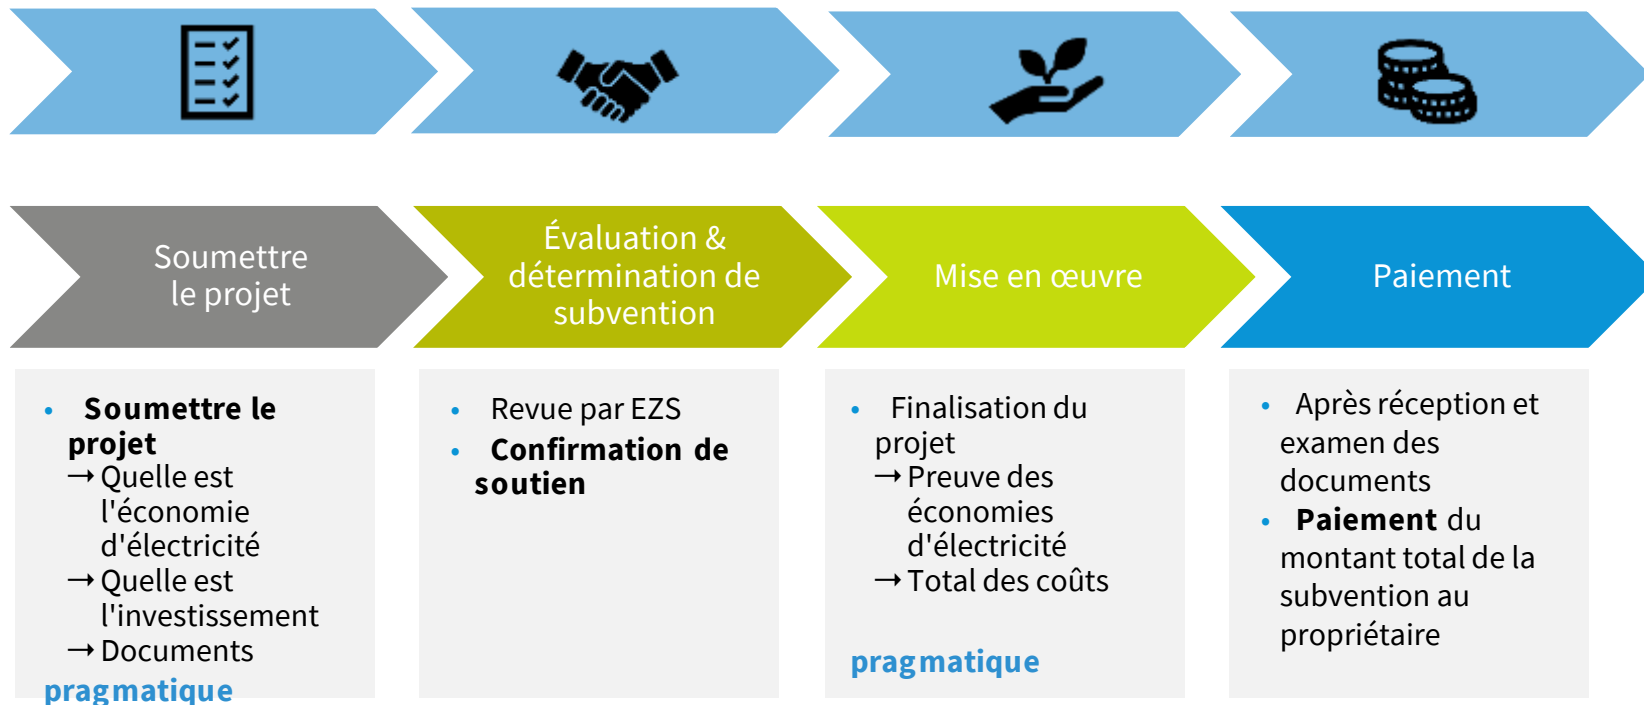 Soumettre
le projet
Évaluation &
détermination de
subvention
Mise en œuvre
Paiement
• Soumettre le
projet
→ Quelle est
l'économie
d'électricité
→ Quelle est
l'investissement
→ Documents
pragmatique
• Revue par EZS
• Confirmation de
soutien
• Finalisation du
projet
→ Preuve des
économies
d'électricité
→ Total des coûts
pragmatique
• Après réception et
examen des
documents
• Paiement du
montant total de la
subvention au
propriétaire